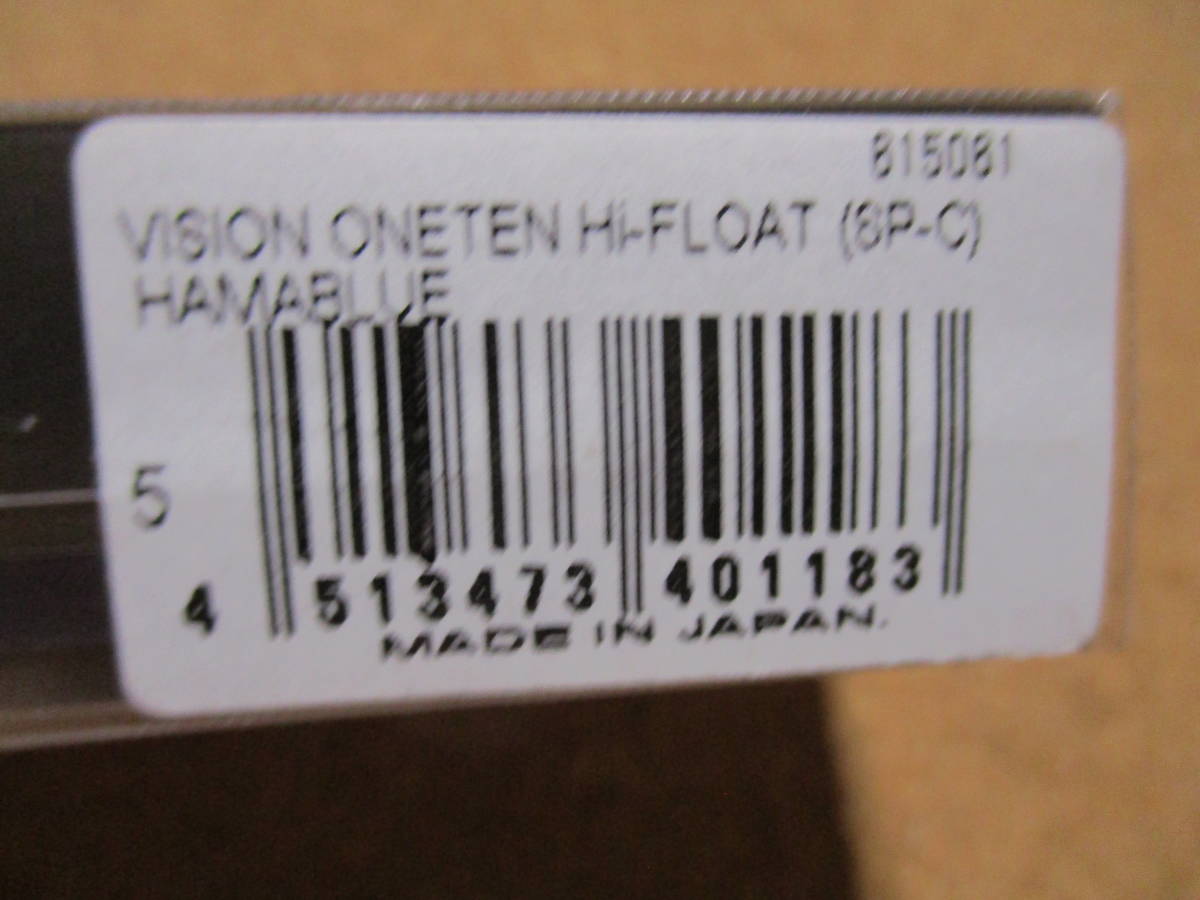 815081
VISION ONETEN Hi-FLOAT (SP-C)
HAMABLUE
5
4 513473 401183
MADE IN JAPAN.